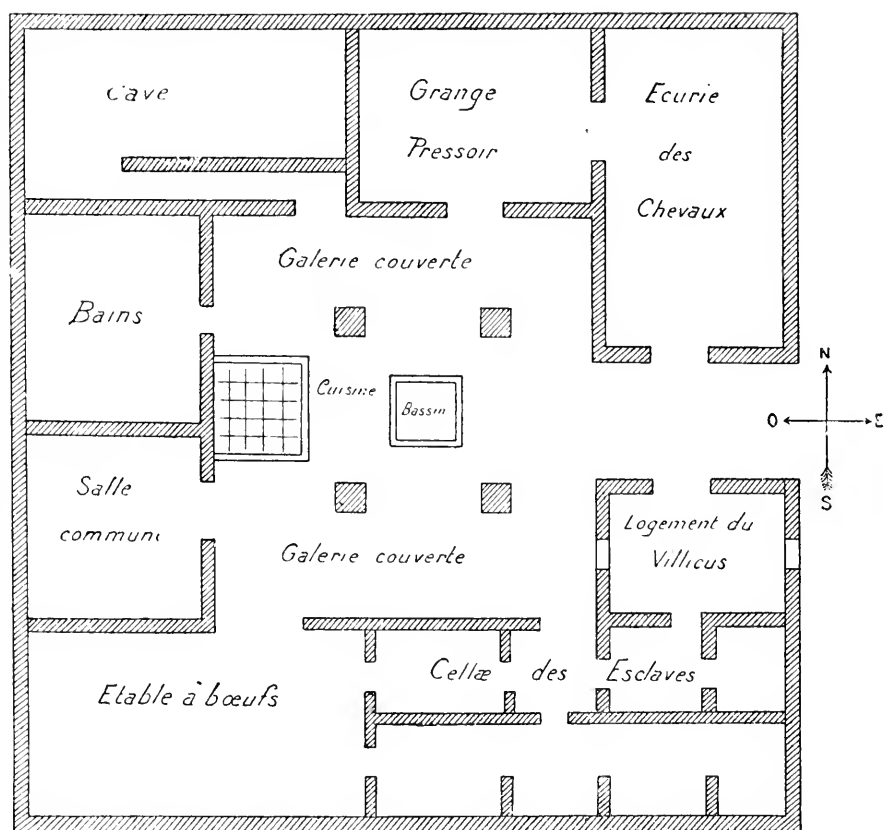 Cave
Grange
Pressoir
Ecurie
des
Chevaux
Galerie couverte
Bains
Cuisine
Bassin
N
O
E
S
Salle
commune
Galerie couverte
Logement du
Villicus
Cellæ des Esclaves
Etable à bœufs